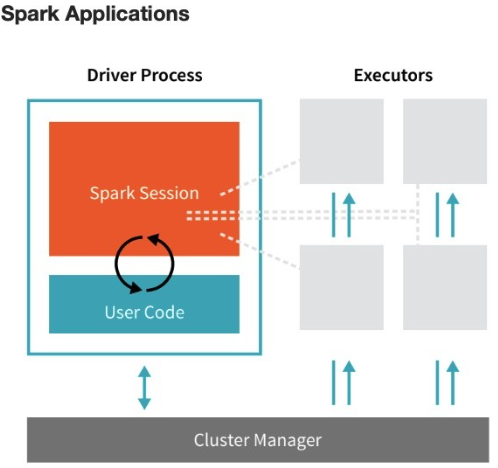 Spark Applications
Driver Process
Executors
Spark Session
User Code
Cluster Manager